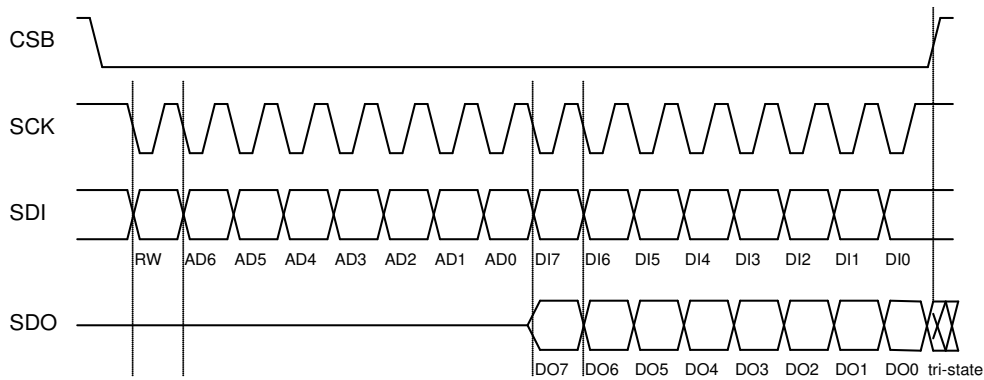 CSB
SCK
SDI
RW AD6 AD5 AD4 AD3 AD2 AD1 AD0 DI7 DI6 DI5 DI4 DI3 DI2 DI1 DI0
SDO
DO7 DO6 DO5 DO4 DO3 DO2 DO1 DO0 tri-state